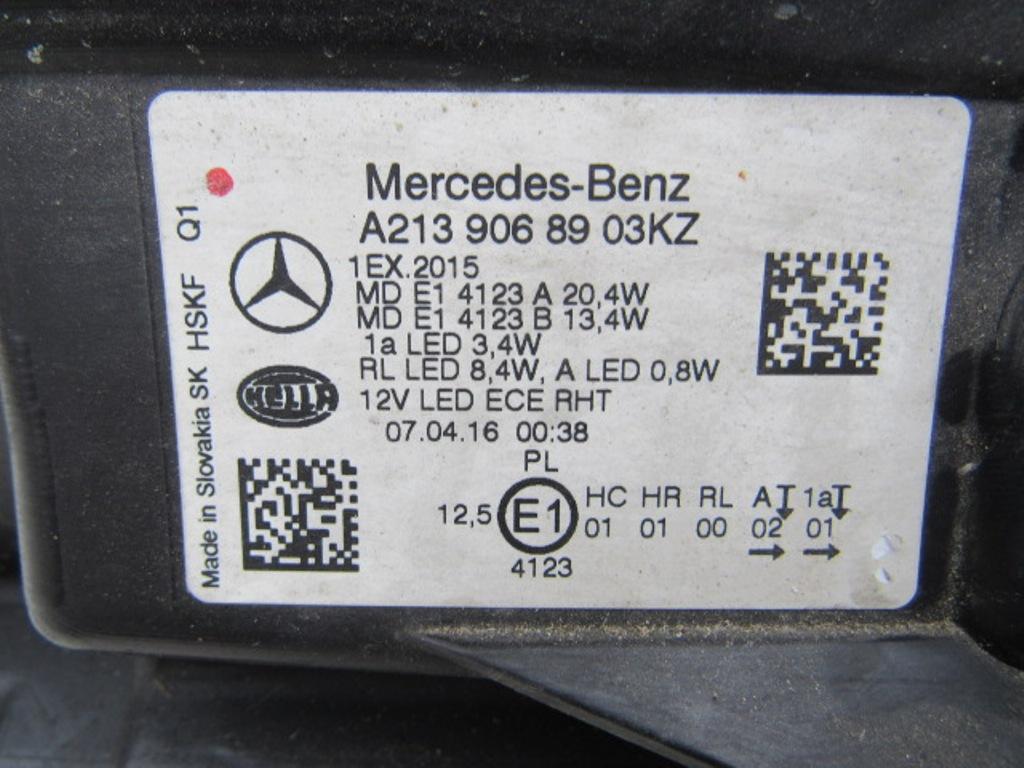 Mercedes-Benz
A213 906 89 03KZ
1EX.2015
MD E1 4123 A 20,4W
MD E1 4123 B 13,4W
1a LED 3,4W
RL LED 8,4W, A LED 0,8W
12V LED ECE RHT
07.04.16 00:38
PL
12,5 E1 HC HR RL A 1a
01 01 00 02 01
4123
HELLA
Made in Slovakia SK HSKF Q1